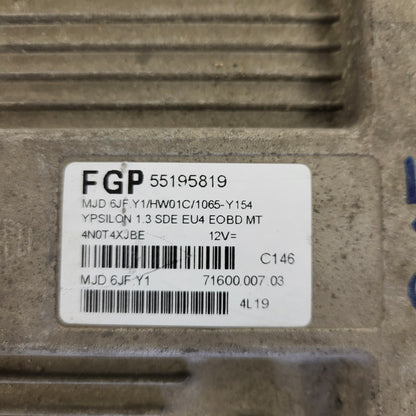 FGP 55195819
MJD 6JF.Y1/HW01C/1065-Y154
YPSILON 1.3 SDE EU4 EOBD MT
4N0T4XJBE 12V=
C146
MJD 6JF.Y1 71600.007.03
4L19